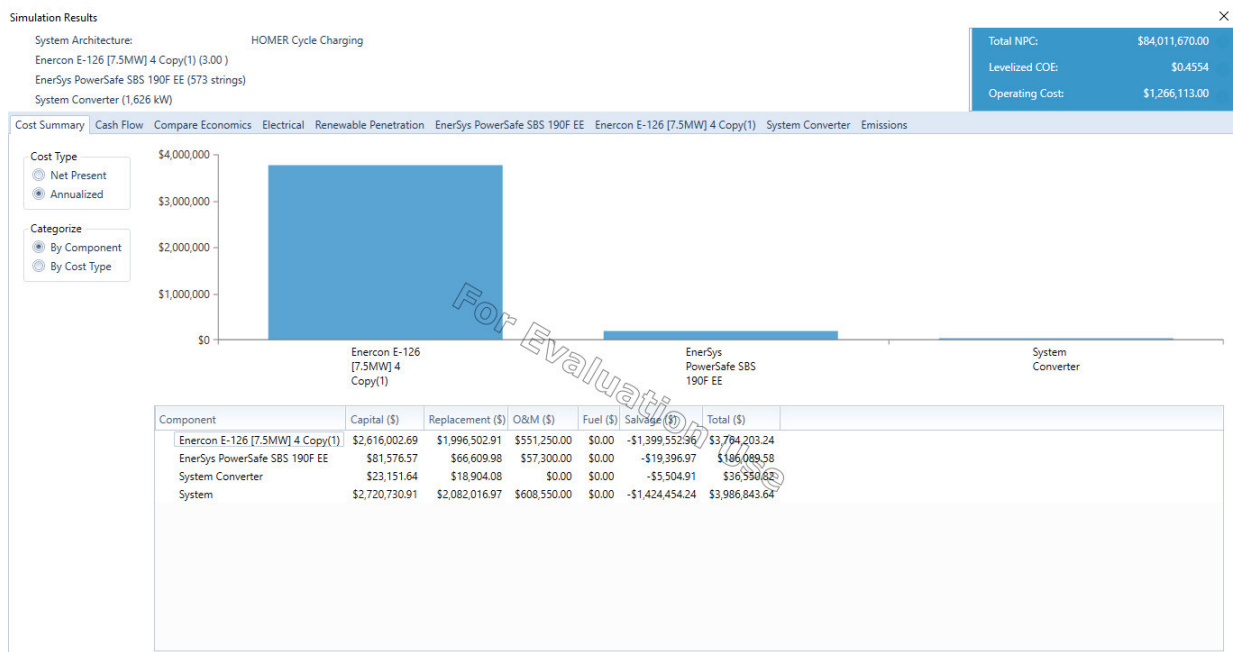 Simulation Results
System Architecture: HOMER Cycle Charging
Enercon E-126 [7.5MW] 4 Copy(1) (3.00 )
EnerSys PowerSafe SBS 190F EE (573 strings)
System Converter (1,626 kW)
Total NPC: $84,011,670.00
Levelized COE: $0.4554
Operating Cost: $1,266,113.00
Cost Summary Cash Flow Compare Economics Electrical Renewable Penetration EnerSys PowerSafe SBS 190F EE Enercon E-126 [7.5MW] 4 Copy(1) System Converter Emissions
Cost Type
Net Present
Annualized
Categorize
By Component
By Cost Type
$4,000,000
$3,000,000
$2,000,000
$1,000,000
$0
Enercon E-126
[7.5MW] 4
Copy(1)
EnerSys
PowerSafe SBS
190F EE
System
Converter
For Evaluation Use
Component Capital ($) Replacement ($) O&M ($) Fuel ($) Salvage ($) Total ($)
Enercon E-126 [7.5MW] 4 Copy(1) $2,616,002.69 $1,996,502.91 $551,250.00 $0.00 -$1,399,552.36 $3,764,203.24
EnerSys PowerSafe SBS 190F EE $81,576.57 $66,609.98 $57,300.00 $0.00 -$19,396.97 $186,089.58
System Converter $23,151.64 $18,904.08 $0.00 $0.00 -$5,504.91 $36,550.82
System $2,720,730.91 $2,082,016.97 $608,550.00 $0.00 -$1,424,454.24 $3,986,843.64